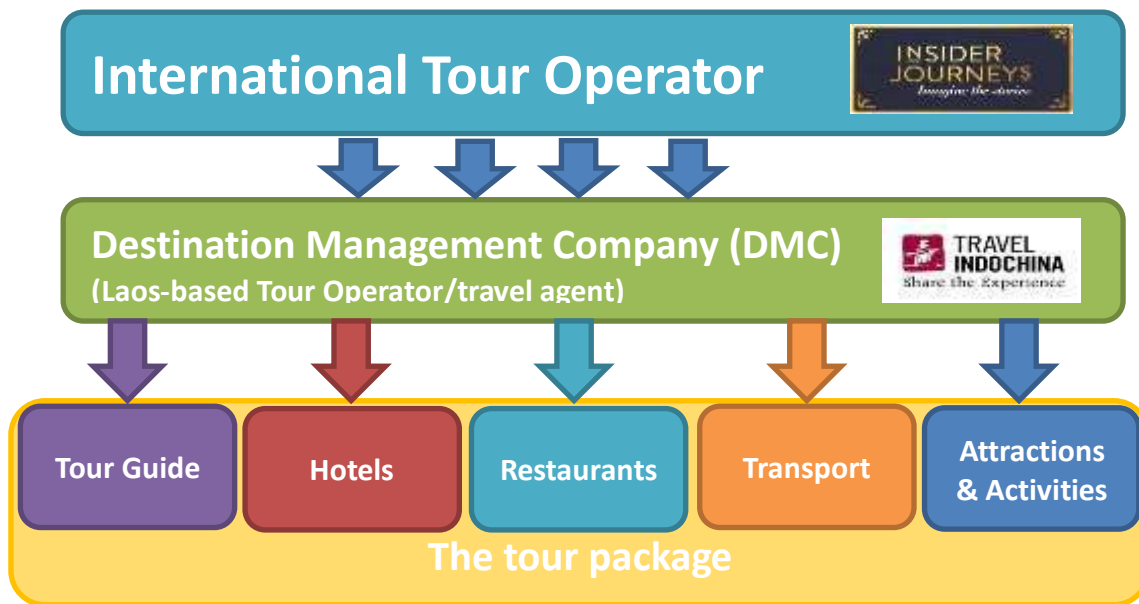 International Tour Operator
INSIDER
JOURNEYS
Imagine the stories
Destination Management Company (DMC)
(Laos-based Tour Operator/travel agent)
TRAVEL
INDOCHINA
Share the Experience
Tour Guide
Hotels
Restaurants
Transport
Attractions
& Activities
The tour package